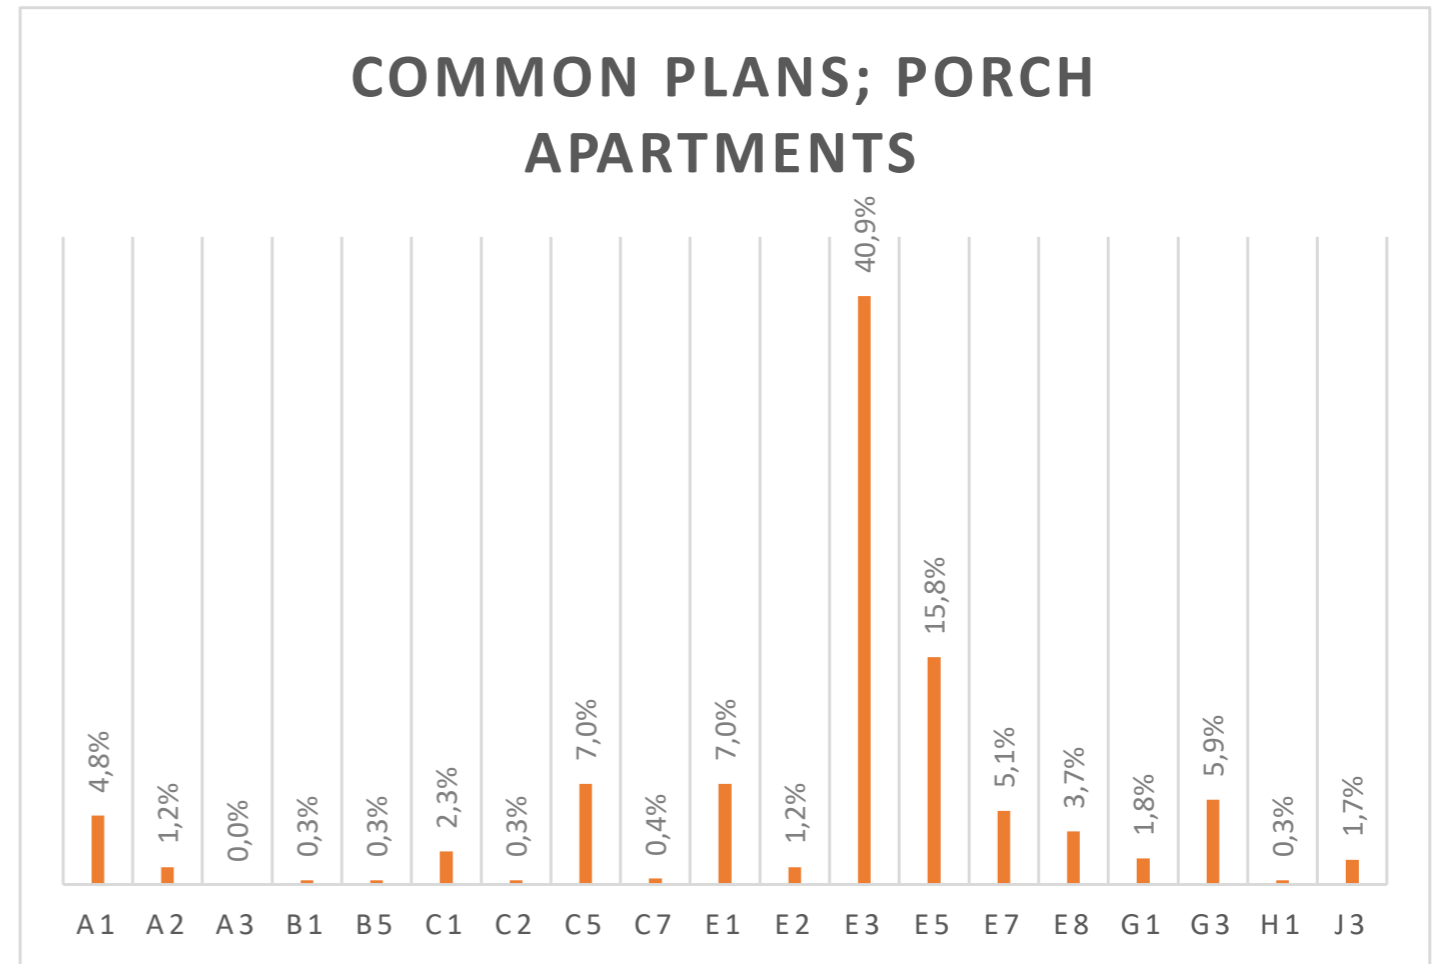 COMMON PLANS; PORCH
APARTMENTS
4,8% 1,2% 0,0% 0,3% 0,3% 2,3% 0,3% 7,0% 0,4% 7,0% 1,2% 40,9% 15,8% 5,1% 3,7% 1,8% 5,9% 0,3% 1,7%
A1 A2 A3 B1 B5 C1 C2 C5 C7 E1 E2 E3 E5 E7 E8 G1 G3 H1 J3